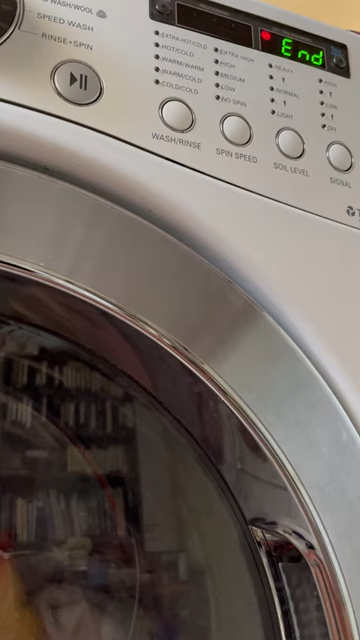 WASH/WOOL
SPEED WASH
RINSE+SPIN
End
EXTRA HOT/COLD
HOT/COLD
WARM/WARM
WARM/COLD
COLD/COLD
WASH/RINSE
EXTRA HIGH
HIGH
MEDIUM
LOW
NO SPIN
SPIN SPEED
HEAVY
NORMAL
LIGHT
SOIL LEVEL
HIGH
LOW
OFF
SIGNAL